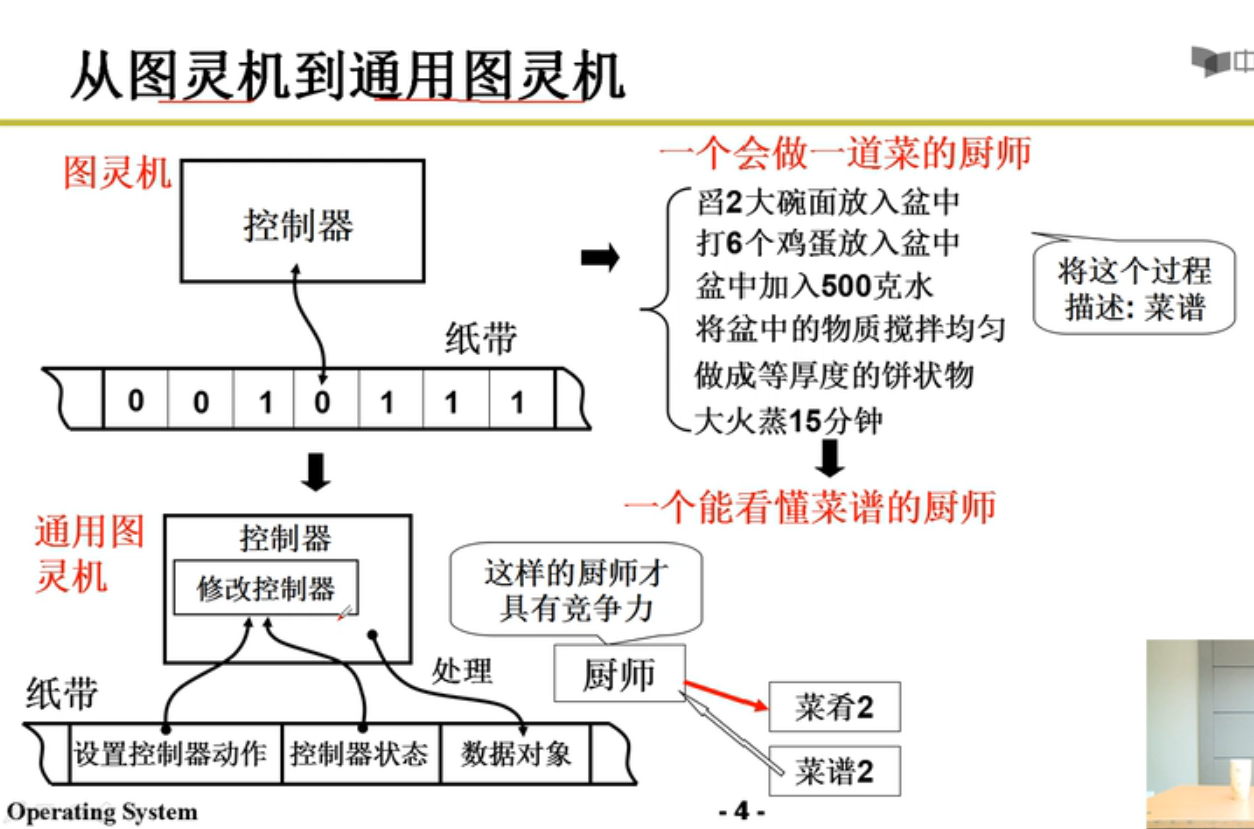 从图灵机到通用图灵机
中
图灵机
控制器
纸带
0 0 1 0 1 1 1
一个会做一道菜的厨师
舀2大碗面放入盆中
打6个鸡蛋放入盆中
盆中加入500克水
将盆中的物质搅拌均匀
做成等厚度的饼状物
大火蒸15分钟
将这个过程
描述: 菜谱
一个能看懂菜谱的厨师
通用图
灵机
控制器
修改控制器
处理
纸带
设置控制器动作 控制器状态 数据对象
这样的厨师才
具有竞争力
厨师
菜肴2
菜谱2
Operating System
- 4 -